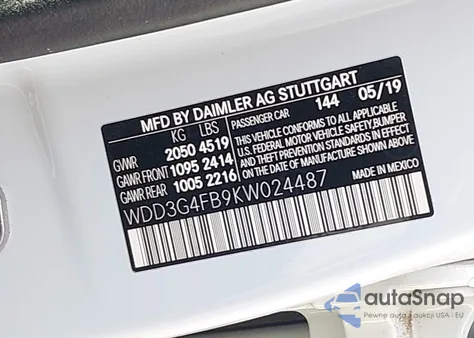 MFD BY DAIMLER AG STUTTGART
KG LBS PASSENGER CAR 144 05/19
GVWR 2050 4519
GAWR FRONT 1095 2414
GAWR REAR 1005 2216
THIS VEHICLE CONFORMS TO ALL APPLICABLE
U.S. FEDERAL MOTOR VEHICLE SAFETY,BUMPER
AND THEFT PREVENTION STANDARDS IN EFFECT
ON THE DATE OF MANUFACTURE SHOWN ABOVE.
MADE IN MEXICO
WDD3G4FB9KW024487
autaSnap
Pewne auta z aukcji USA i EU